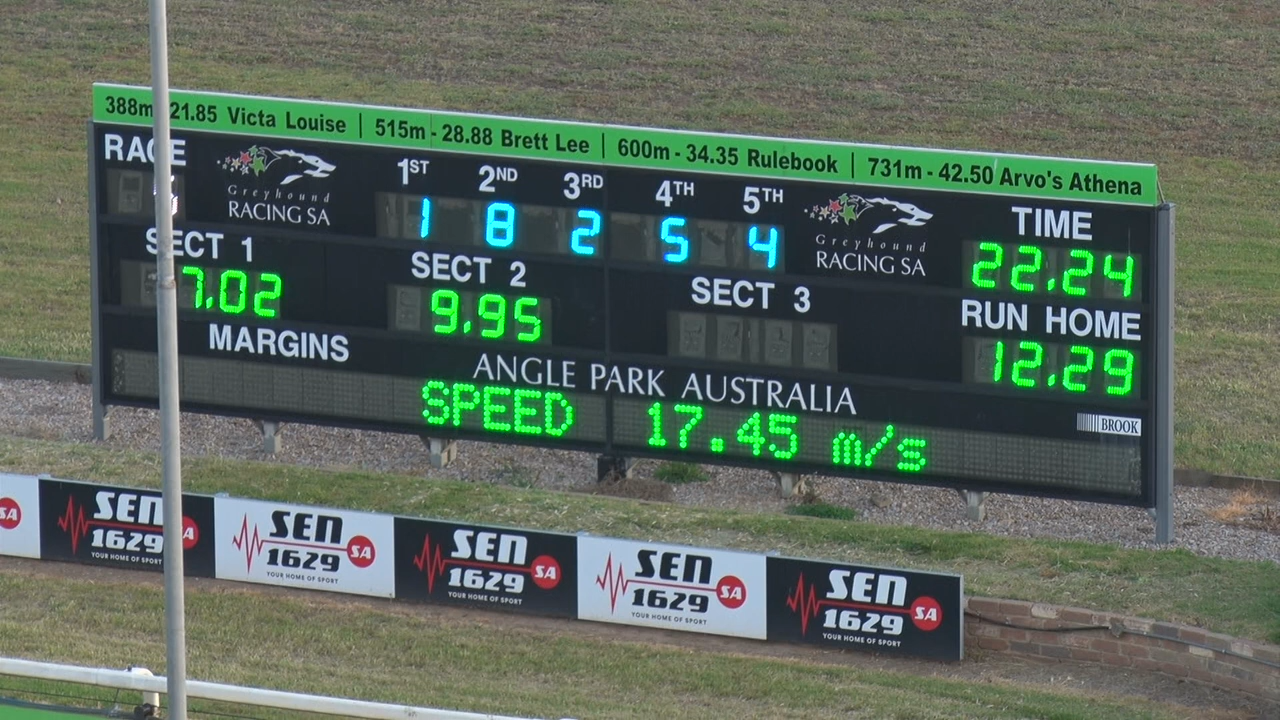 388m 21.85 Victa Louise | 515m - 28.88 Brett Lee | 600m - 34.35 Rulebook | 731m - 42.50 Arvo's Athena
RACE
Greyhound
RACING SA
1ST 2ND 3RD 4TH 5TH
1 8 2 5 4
Greyhound
RACING SA
TIME
22.24
SECT 1
7.02
SECT 2
9.95
SECT 3
RUN HOME
12.29
MARGINS
ANGLE PARK AUSTRALIA
BROOK
SPEED 17.45 m/s
SA
SEN
1629 SA
YOUR HOME OF SPORT
SEN
1629 SA
YOUR HOME OF SPORT
SEN
1629 SA
YOUR HOME OF SPORT
SEN
1629 SA
YOUR HOME OF SPORT
SEN
1629 SA
YOUR HOME OF SPORT